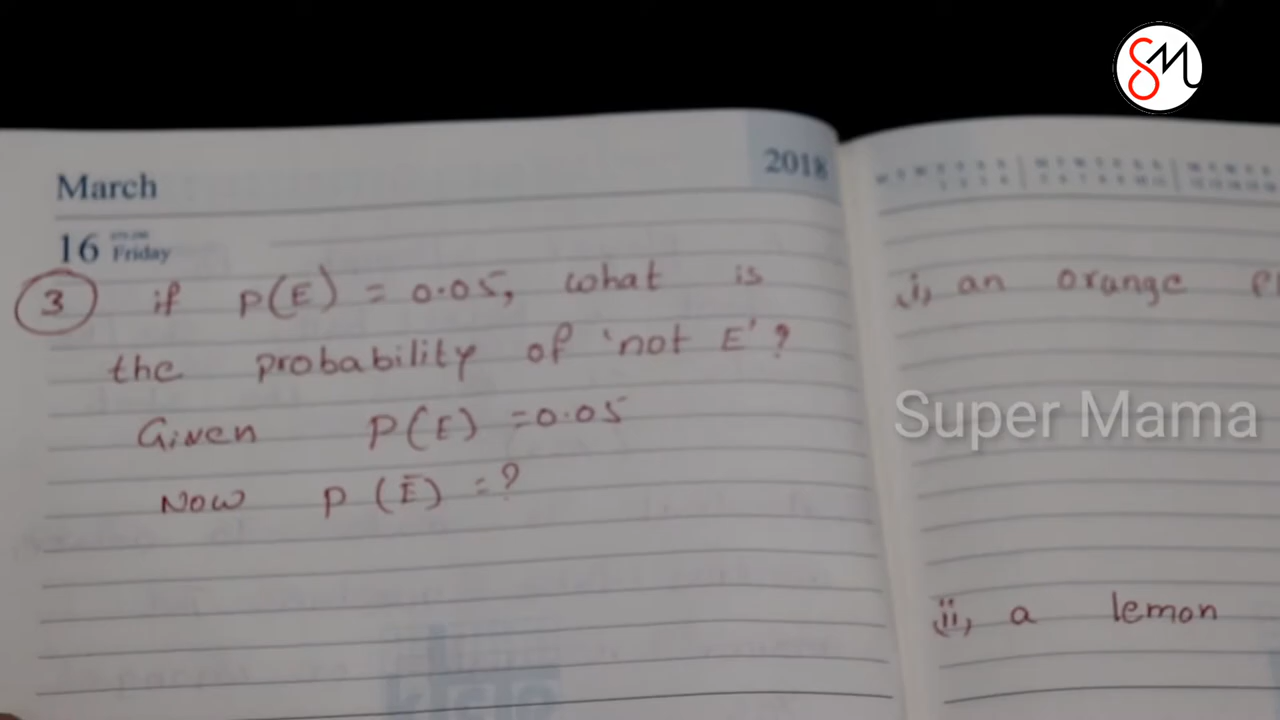 SM
March
2018
16 Friday
3 if P(E) = 0.05, what is
the probability of 'not E'?
Given P(E) = 0.05
Now P(Ē) = ?
i, an orange
Super Mama
ii, a lemon